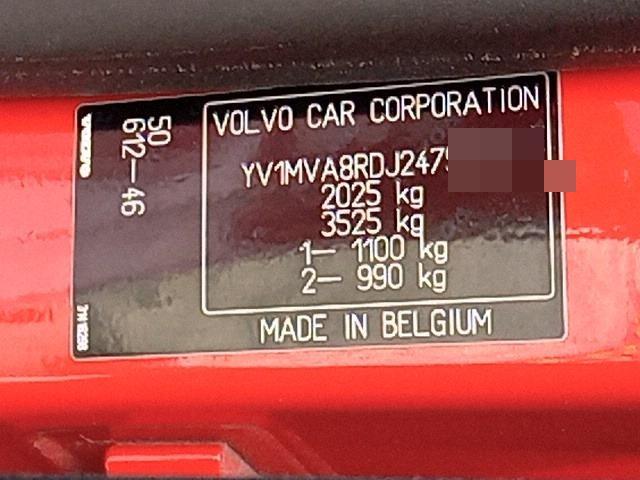 VOLVO CAR CORPORATION
YV1MVA8RDJ247
2025 kg
3525 kg
1– 1100 kg
2– 990 kg
MADE IN BELGIUM
50
612–46
VOLVO